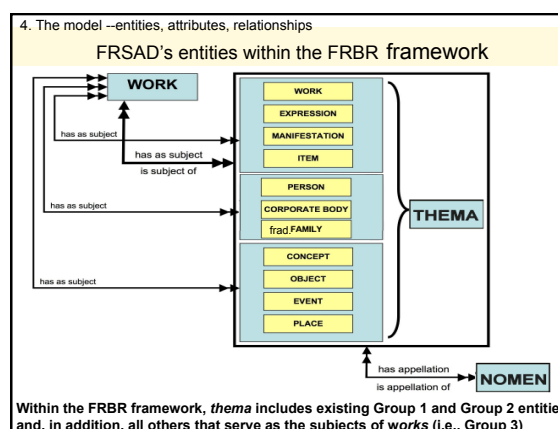 4. The model --entities, attributes, relationships
FRSAD's entities within the FRBR framework
WORK
WORK
EXPRESSION
MANIFESTATION
ITEM
has as subject
has as subject
is subject of
PERSON
CORPORATE BODY
frad. FAMILY
has as subject
THEMA
CONCEPT
OBJECT
EVENT
PLACE
has as subject
has appellation
is appellation of
NOMEN
Within the FRBR framework, thema includes existing Group 1 and Group 2 entitie
and, in addition, all others that serve as the subjects of works (i.e., Group 3)